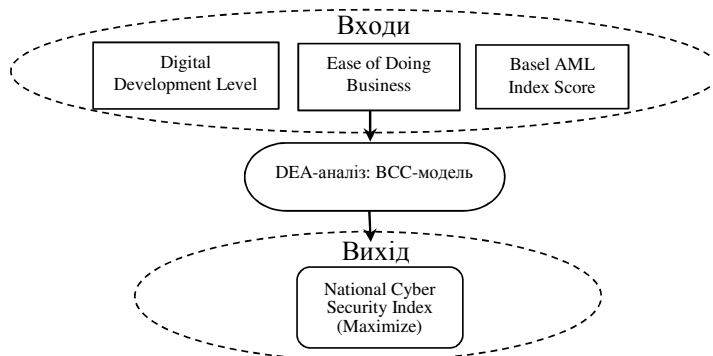 Входи
Digital
Development Level
Ease of Doing
Business
Basel AML
Index Score
DEA-аналіз: BCC-модель
Вихід
National Cyber
Security Index
(Maximize)